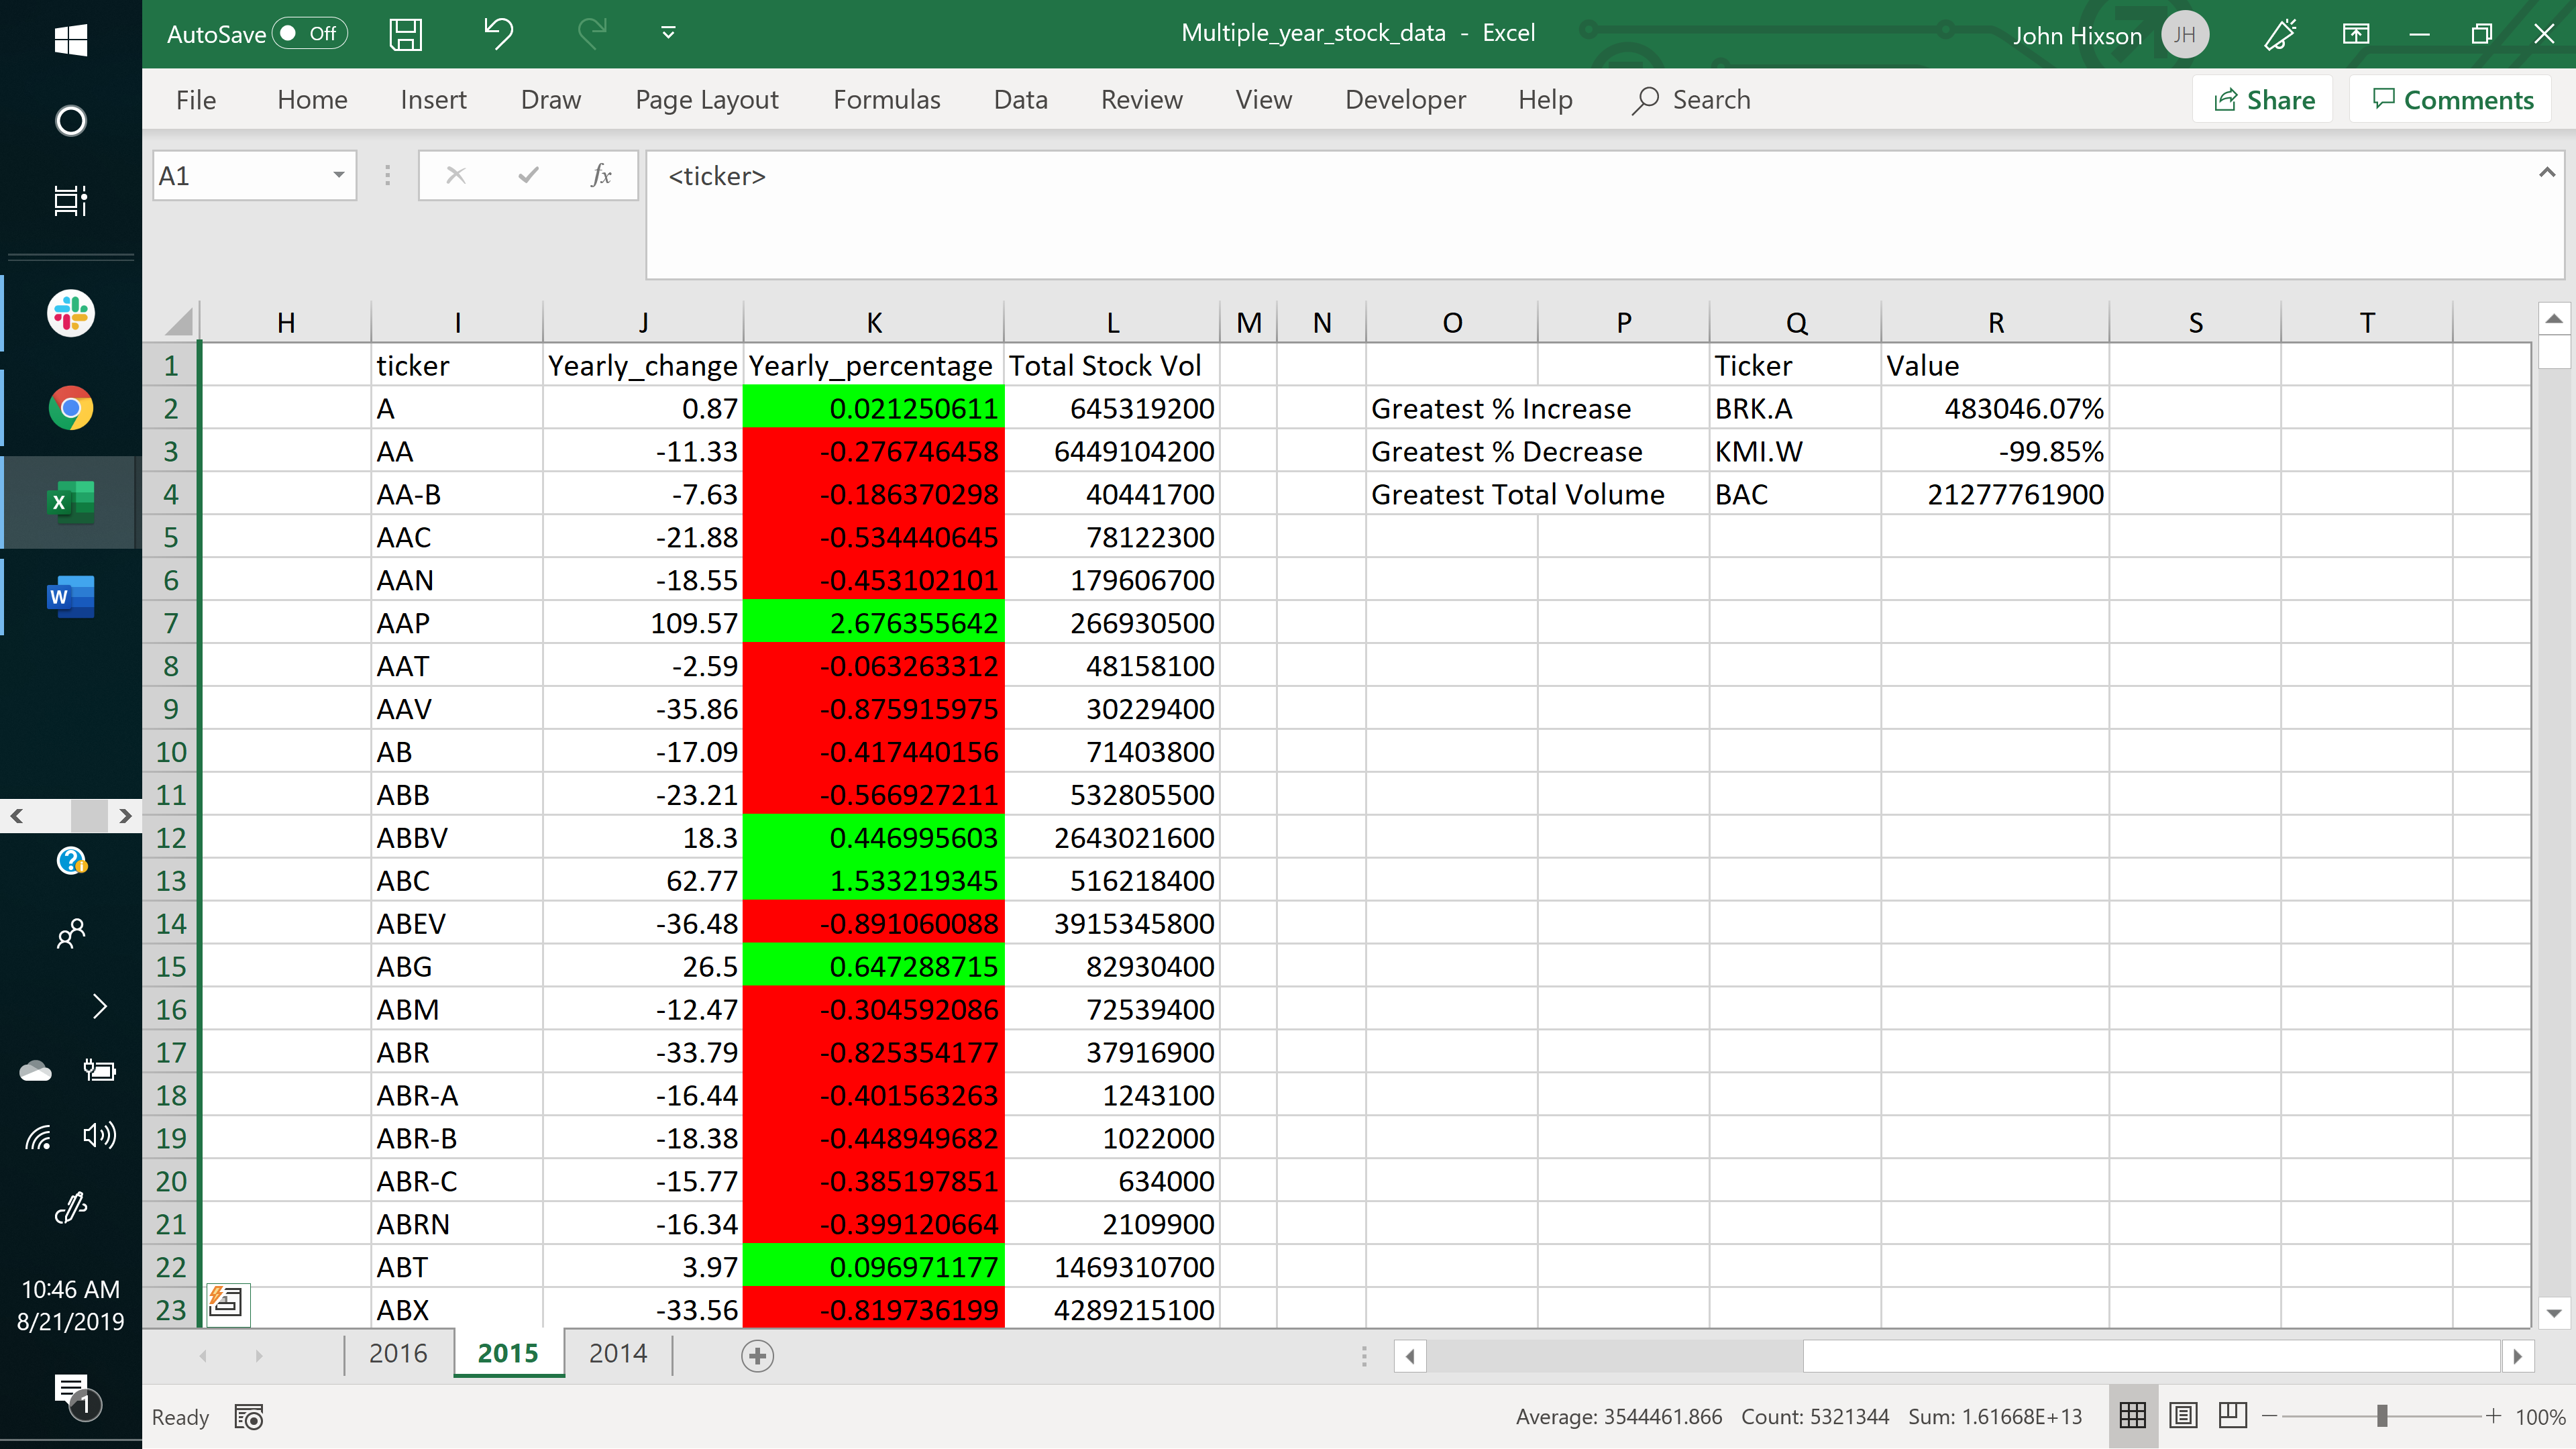 AutoSave Off
Multiple_year_stock_data - Excel
John Hixson JH
File Home Insert Draw Page Layout Formulas Data Review View Developer Help Search Share Comments
A1 fx <ticker>
H I J K L M N O P Q R S T
1 ticker Yearly_change Yearly_percentage Total Stock Vol Ticker Value
2 A 0.87 0.021250611 645319200 Greatest % Increase BRK.A 483046.07%
3 AA -11.33 -0.276746458 6449104200 Greatest % Decrease KMI.W -99.85%
4 AA-B -7.63 -0.186370298 40441700 Greatest Total Volume BAC 21277761900
5 AAC -21.88 -0.534440645 78122300
6 AAN -18.55 -0.453102101 179606700
7 AAP 109.57 2.676355642 266930500
8 AAT -2.59 -0.063263312 48158100
9 AAV -35.86 -0.875915975 30229400
10 AB -17.09 -0.417440156 71403800
11 ABB -23.21 -0.566927211 532805500
12 ABBV 18.3 0.446995603 2643021600
13 ABC 62.77 1.533219345 516218400
14 ABEV -36.48 -0.891060088 3915345800
15 ABG 26.5 0.647288715 82930400
16 ABM -12.47 -0.304592086 72539400
17 ABR -33.79 -0.825354177 37916900
18 ABR-A -16.44 -0.401563263 1243100
19 ABR-B -18.38 -0.448949682 1022000
20 ABR-C -15.77 -0.385197851 634000
21 ABRN -16.34 -0.399120664 2109900
22 ABT 3.97 0.096971177 1469310700
23 ABX -33.56 -0.819736199 4289215100
2016 2015 2014
Ready Average: 3544461.866 Count: 5321344 Sum: 1.61668E+13 100%
X
W
10:46 AM
8/21/2019
1